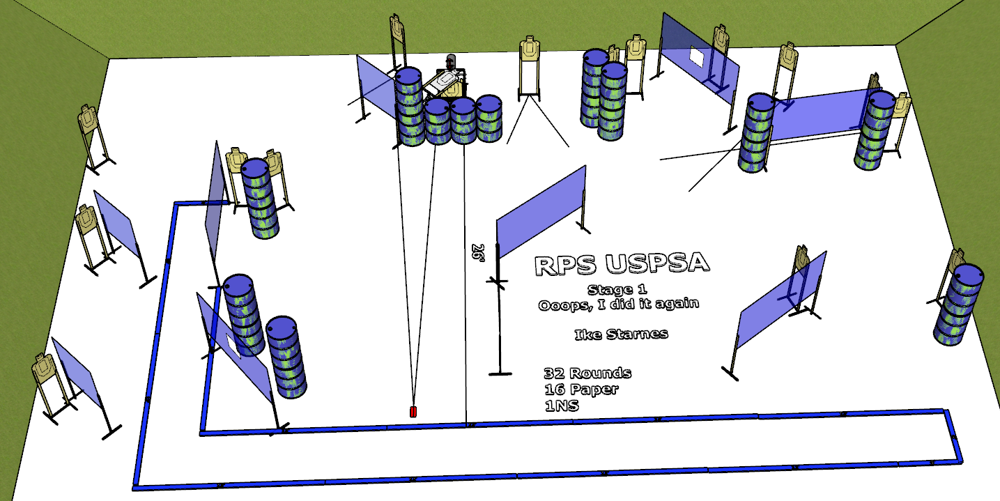 26'
RPS USPSA
Stage 1
Ooops, I did it again
Ike Starnes
32 Rounds
16 Paper
1NS